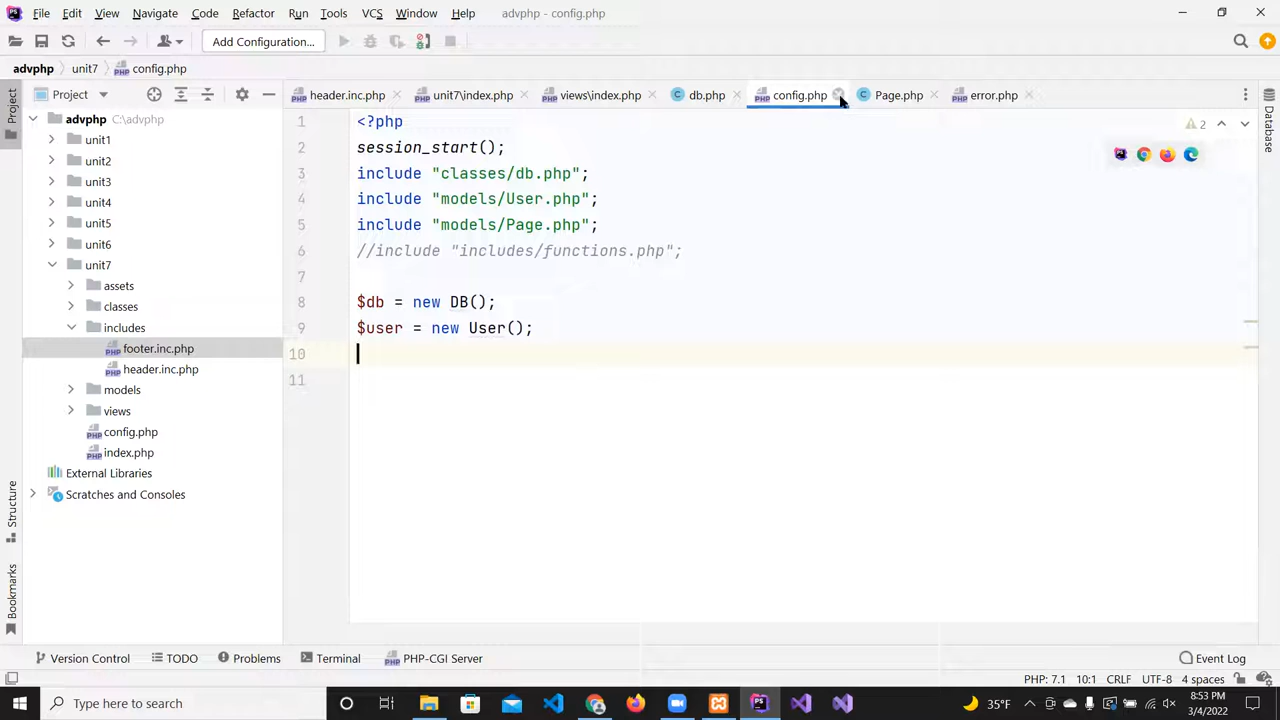 File Edit View Navigate Code Refactor Run Tools VCS Window Help advphp - config.php
Add Configuration...
advphp unit7 config.php
Project header.inc.php unit7\index.php views\index.php db.php config.php Page.php error.php
advphp C:\advphp
unit1
unit2
unit3
unit4
unit5
unit6
unit7
assets
classes
includes
footer.inc.php
header.inc.php
models
views
config.php
index.php
External Libraries
Scratches and Consoles
1 <?php
2 session_start();
3 include "classes/db.php";
4 include "models/User.php";
5 include "models/Page.php";
6 //include "includes/functions.php";
7
8 $db = new DB();
9 $user = new User();
10
11
2
Project
Structure
Bookmarks
Database
Version Control TODO Problems Terminal PHP-CGI Server Event Log
PHP: 7.1 10:1 CRLF UTF-8 4 spaces
Type here to search
35°F
8:53 PM
3/4/2022